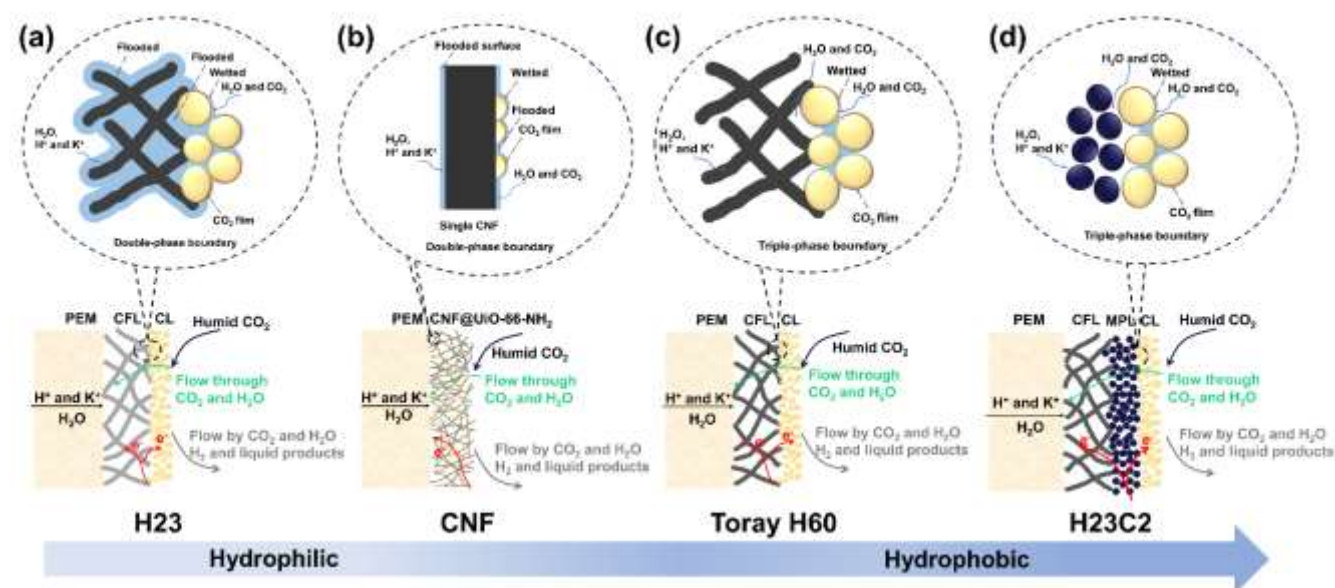 (a)
Flooded
Flooded
Wetted
H₂O and CO₂
H₂O,
H⁺ and K⁺
CO₂ film
Double-phase boundary
PEM CFL CL
Humid CO₂
Flow through
CO₂ and H₂O
H⁺ and K⁺
H₂O
e⁻
e⁻
Flow by CO₂ and H₂O
H₂ and liquid products
H23
(b)
Flooded surface
Wetted
Flooded
CO₂ film
H₂O,
H⁺ and K⁺
H₂O and CO₂
Single CNF
Double-phase boundary
PEM CNF@UiO-66-NH₂
Humid CO₂
Flow through
CO₂ and H₂O
H⁺ and K⁺
H₂O
e⁻
Flow by CO₂ and H₂O
H₂ and liquid products
CNF
(c)
H₂O and CO₂
Wetted
H₂O and CO₂
H₂O,
H⁺ and K⁺
CO₂ film
Triple-phase boundary
PEM CFL CL
Humid CO₂
Flow through
CO₂ and H₂O
H⁺ and K⁺
H₂O
e⁻
e⁻
Flow by CO₂ and H₂O
H₂ and liquid products
Toray H60
(d)
H₂O and CO₂
Wetted
H₂O and CO₂
H₂O,
H⁺ and K⁺
CO₂ film
Triple-phase boundary
PEM CFL MPL CL
Humid CO₂
Flow through
CO₂ and H₂O
H⁺ and K⁺
H₂O
e⁻
e⁻
Flow by CO₂ and H₂O
H₂ and liquid products
H23C2
Hydrophilic
Hydrophobic